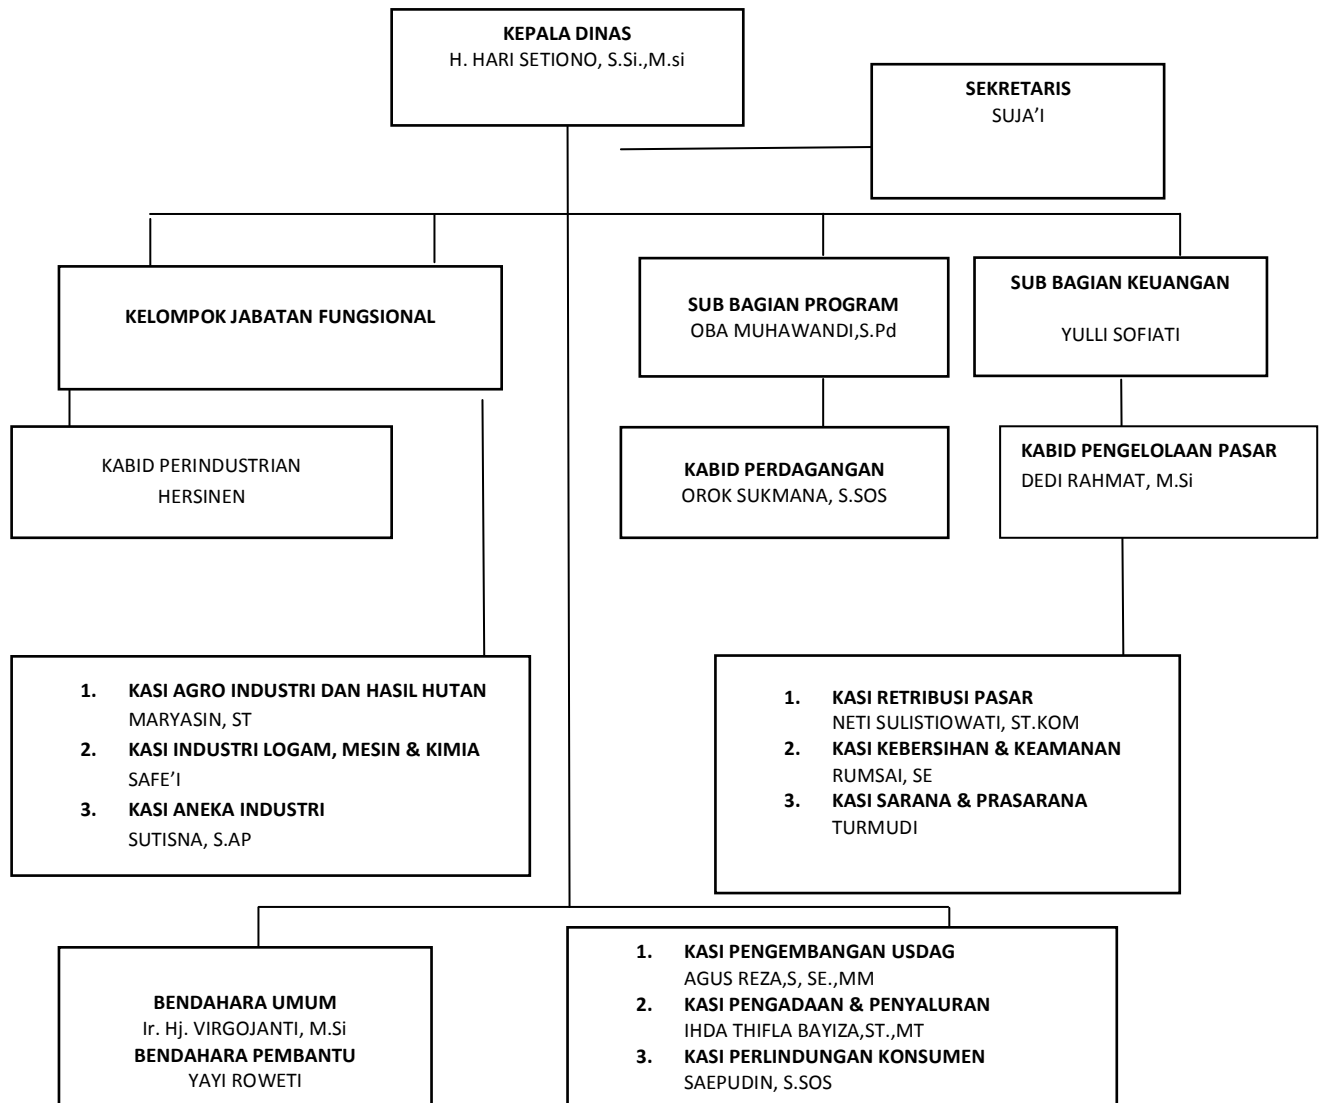 KEPALA DINAS
H. HARI SETIONO, S.Si.,M.si
SEKRETARIS
SUJA’I
KELOMPOK JABATAN FUNGSIONAL
SUB BAGIAN PROGRAM
OBA MUHAWANDI,S.Pd
SUB BAGIAN KEUANGAN
YULLI SOFIATI
KABID PERINDUSTRIAN
HERSINEN
KABID PERDAGANGAN
OROK SUKMANA, S.SOS
KABID PENGELOLAAN PASAR
DEDI RAHMAT, M.Si
1. KASI AGRO INDUSTRI DAN HASIL HUTAN
MARYASIN, ST
2. KASI INDUSTRI LOGAM, MESIN & KIMIA
SAFE’I
3. KASI ANEKA INDUSTRI
SUTISNA, S.AP
1. KASI RETRIBUSI PASAR
NETI SULISTIOWATI, ST.KOM
2. KASI KEBERSIHAN & KEAMANAN
RUMSAI, SE
3. KASI SARANA & PRASARANA
TURMUDI
BENDAHARA UMUM
Ir. Hj. VIRGOJANTI, M.Si
BENDAHARA PEMBANTU
YAYI ROWETI
1. KASI PENGEMBANGAN USDAG
AGUS REZA,S, SE.,MM
2. KASI PENGADAAN & PENYALURAN
IHDA THIFLA BAYIZA,ST.,MT
3. KASI PERLINDUNGAN KONSUMEN
SAEPUDIN, S.SOS